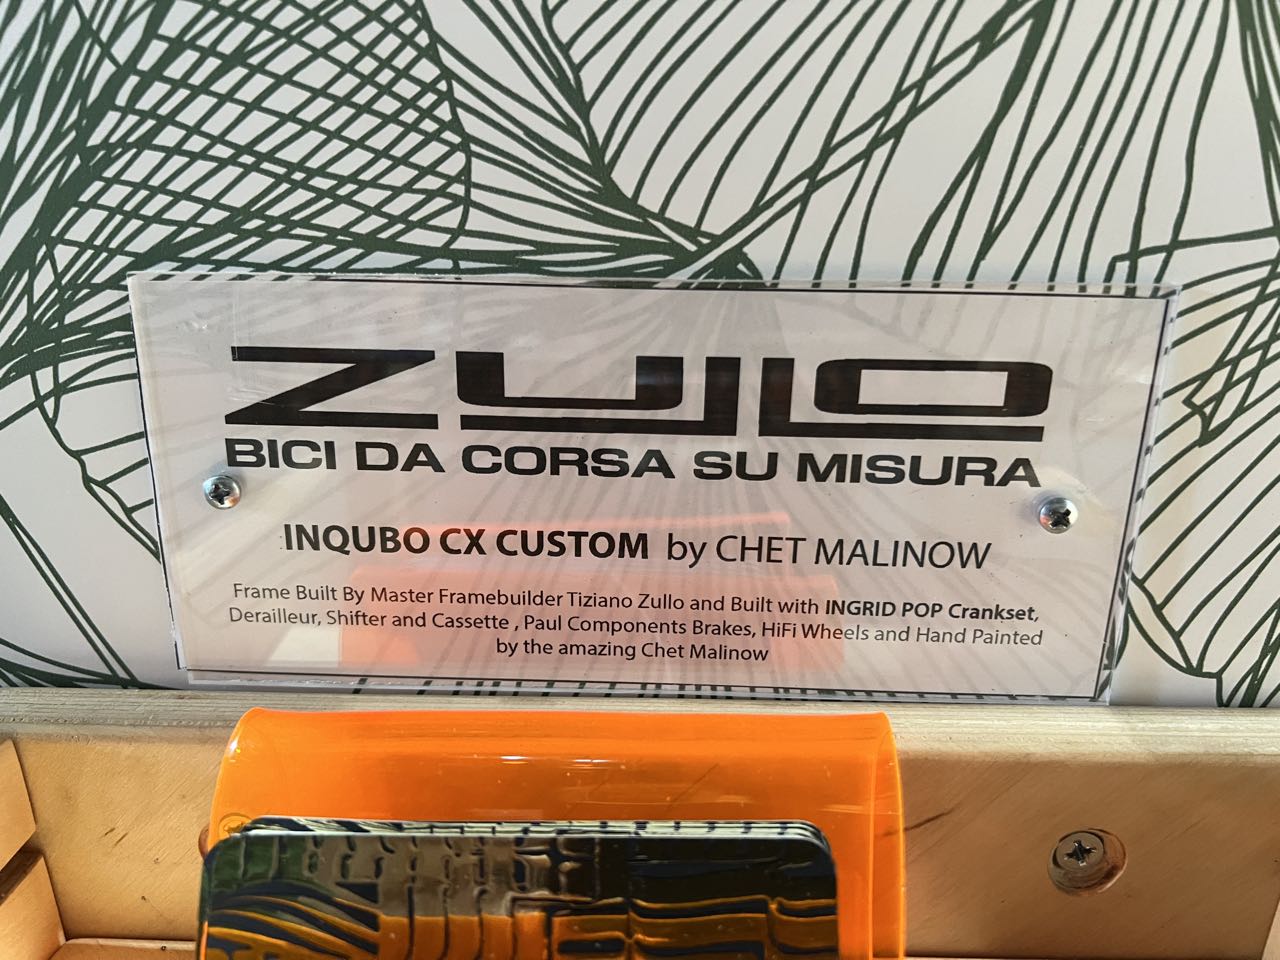 ZULLO
BICI DA CORSA SU MISURA
INQUBO CX CUSTOM by CHET MALINOW
Frame Built By Master Framebuilder Tiziano Zullo and Built with INGRID POP Crankset,
Derailleur, Shifter and Cassette , Paul Components Brakes, HiFi Wheels and Hand Painted
by the amazing Chet Malinow